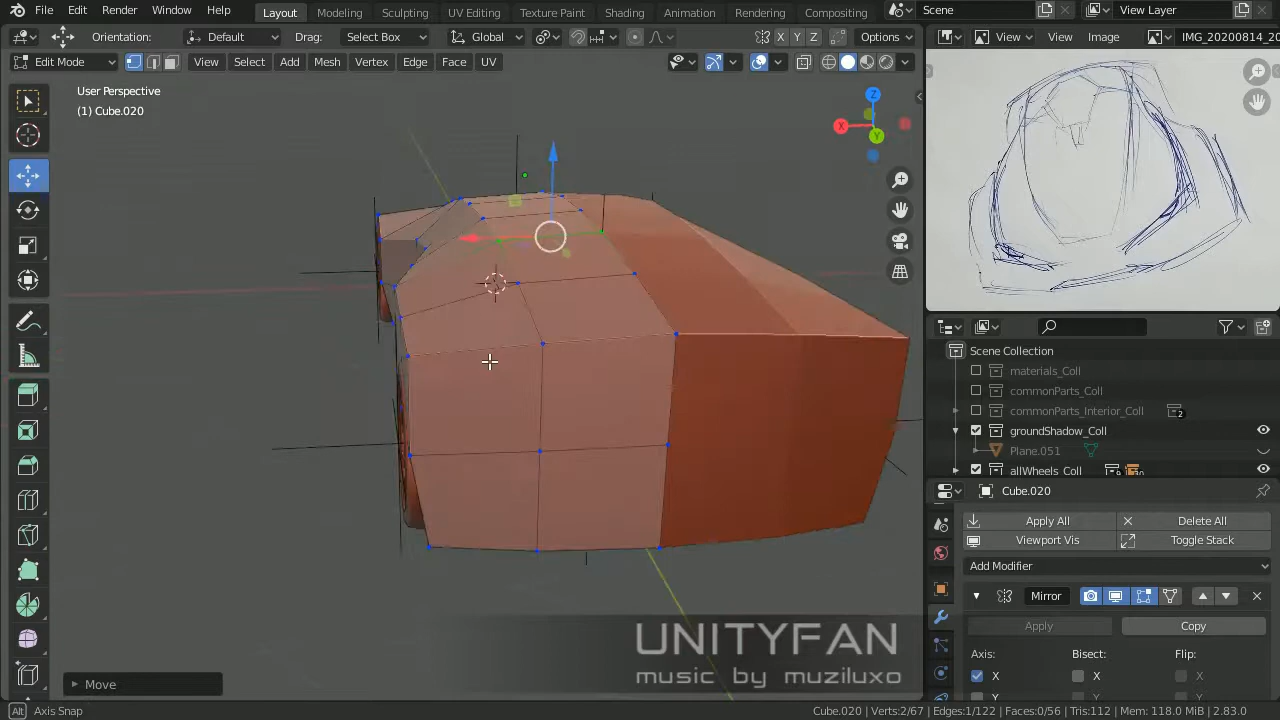 File Edit Render Window Help Layout Modeling Sculpting UV Editing Texture Paint Shading Animation Rendering Compositing Scene View Layer
Orientation: Default Drag: Select Box Global X Y Z Options View View Image IMG_20200814_20
Edit Mode View Select Add Mesh Vertex Edge Face UV
User Perspective
(1) Cube.020
Z
X
Y
Scene Collection
materials_Coll
commonParts_Coll
commonParts_Interior_Coll 2
groundShadow_Coll
Plane.051
allWheels_Coll
Cube.020
Apply All Delete All
Viewport Vis Toggle Stack
Add Modifier
Mirror
Apply Copy
Axis: Bisect: Flip:
X X X
UNITYFAN
music by muziluxo
Move
Alt Axis Snap Cube.020 | Verts:2/67 | Edges:1/122 | Faces:0/56 | Tris:112 | Mem: 118.0 MiB | 2.83.0